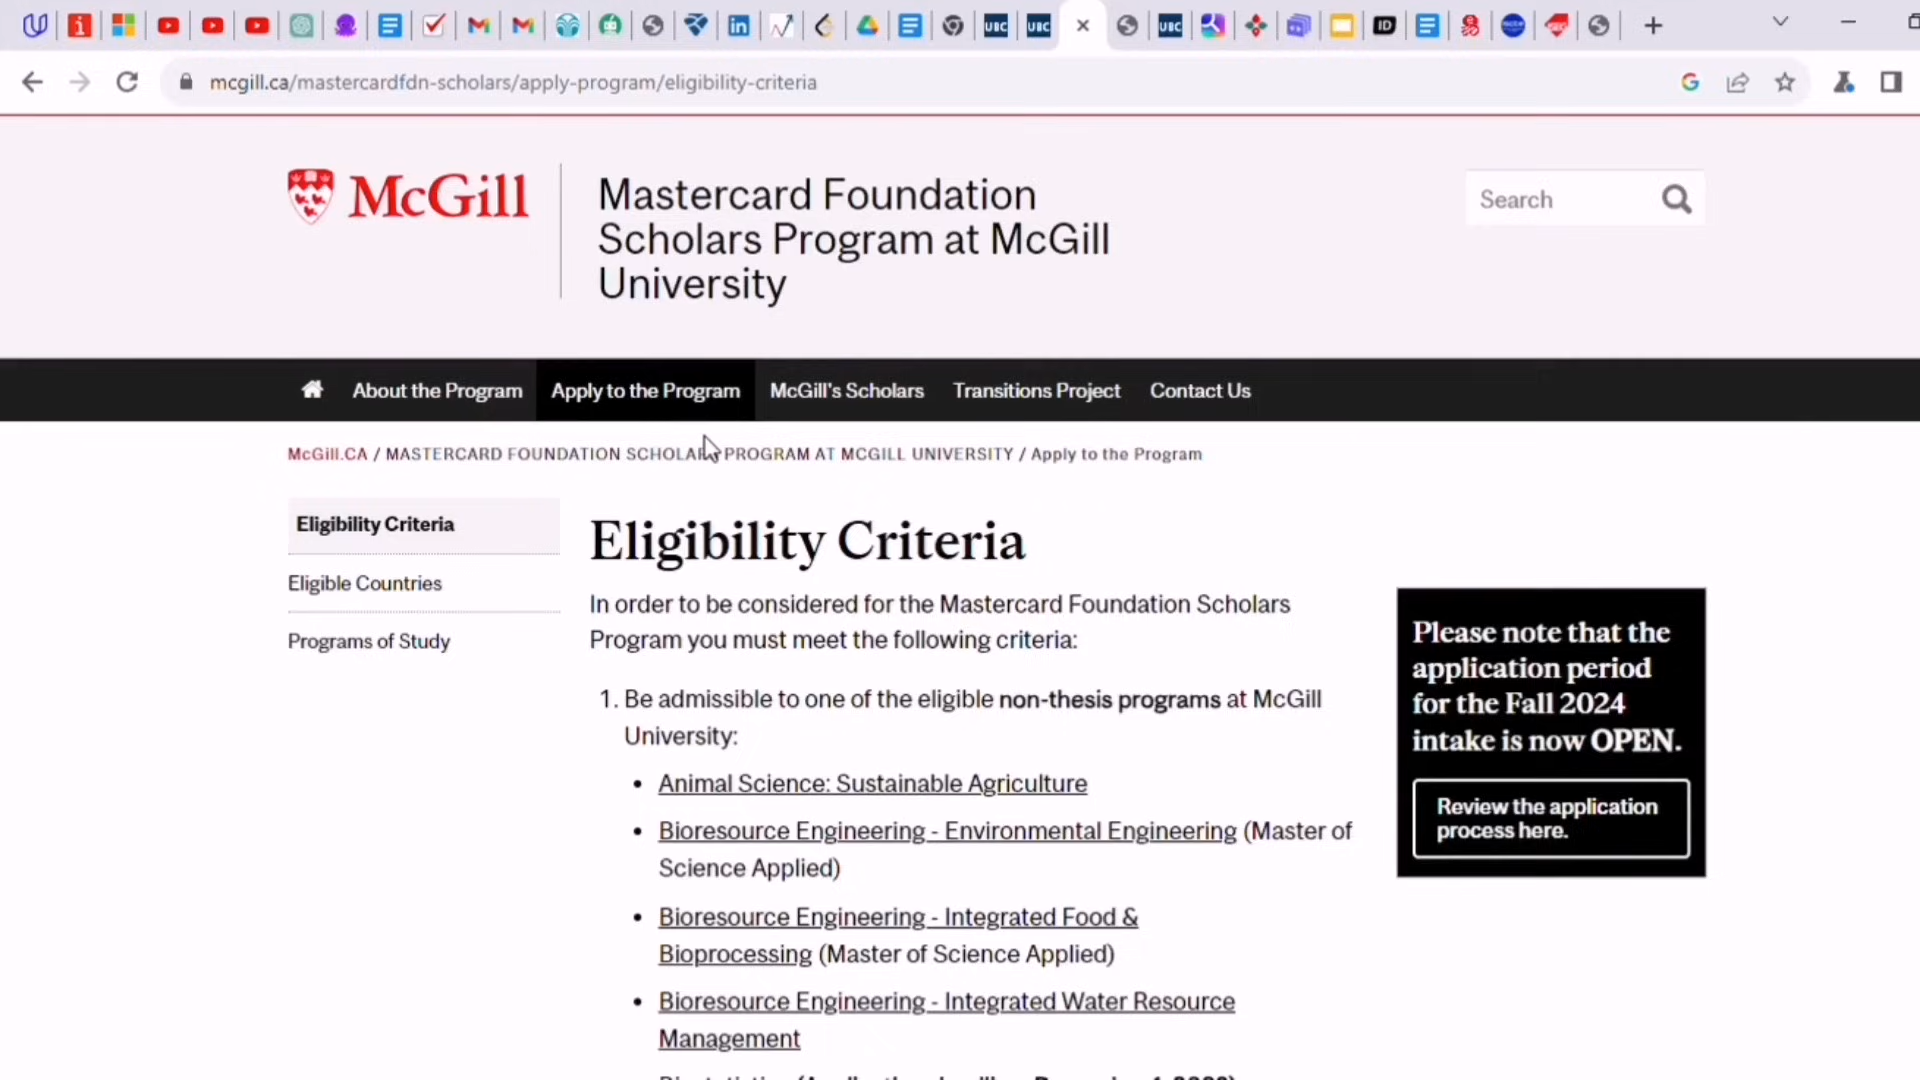 UBC UBC UBC ID
mcgill.ca/mastercardfdn-scholars/apply-program/eligibility-criteria
McGill
Mastercard Foundation
Scholars Program at McGill
University
Search
About the Program Apply to the Program McGill's Scholars Transitions Project Contact Us
McGill.CA / MASTERCARD FOUNDATION SCHOLARS PROGRAM AT MCGILL UNIVERSITY / Apply to the Program
Eligibility Criteria
Eligible Countries
Programs of Study
Eligibility Criteria
In order to be considered for the Mastercard Foundation Scholars
Program you must meet the following criteria:
1. Be admissible to one of the eligible non-thesis programs at McGill
University:
• Animal Science: Sustainable Agriculture
• Bioresource Engineering - Environmental Engineering (Master of
Science Applied)
• Bioresource Engineering - Integrated Food &
Bioprocessing (Master of Science Applied)
• Bioresource Engineering - Integrated Water Resource
Management
Please note that the
application period
for the Fall 2024
intake is now OPEN.
Review the application
process here.